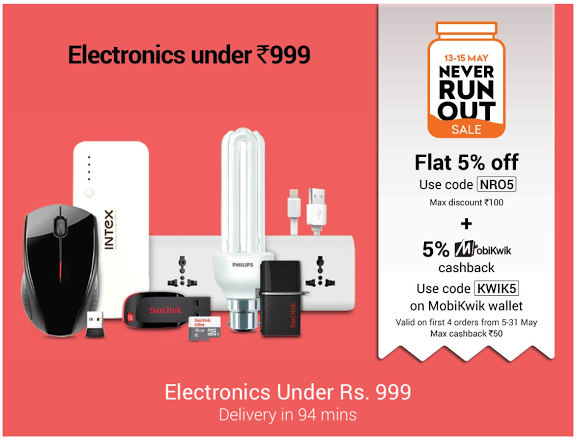 Electronics under ₹999
13-15 MAY
NEVER
RUN
OUT
SALE
Flat 5% off
Use code NRO5
Max discount ₹100
+
5% MobiKwik
cashback
Use code KWIK5
on MobiKwik wallet
Valid on first 4 orders from 5-31 May
Max cashback ₹50
INTEX
PHILIPS
SanDisk
SanDisk
Ultra
SanDisk
Electronics Under Rs. 999
Delivery in 94 mins